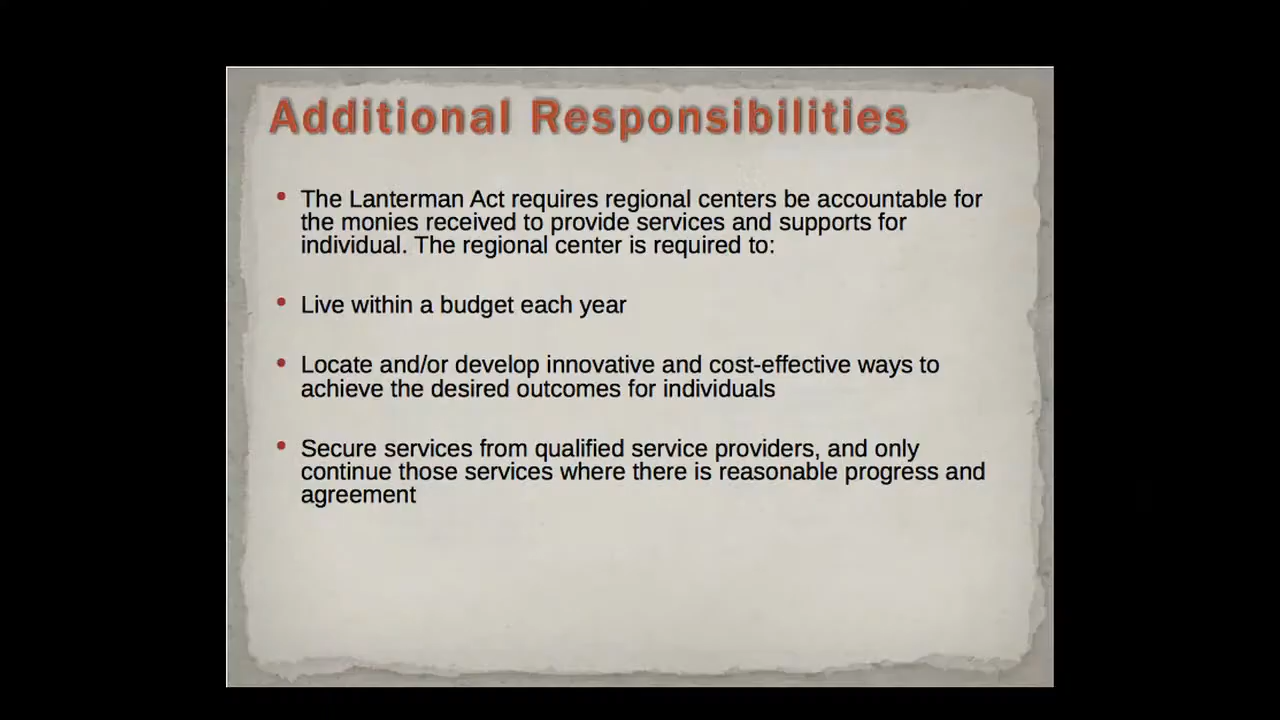 Additional Responsibilities
• The Lanterman Act requires regional centers be accountable for
the monies received to provide services and supports for
individual. The regional center is required to:
• Live within a budget each year
• Locate and/or develop innovative and cost-effective ways to
achieve the desired outcomes for individuals
• Secure services from qualified service providers, and only
continue those services where there is reasonable progress and
agreement